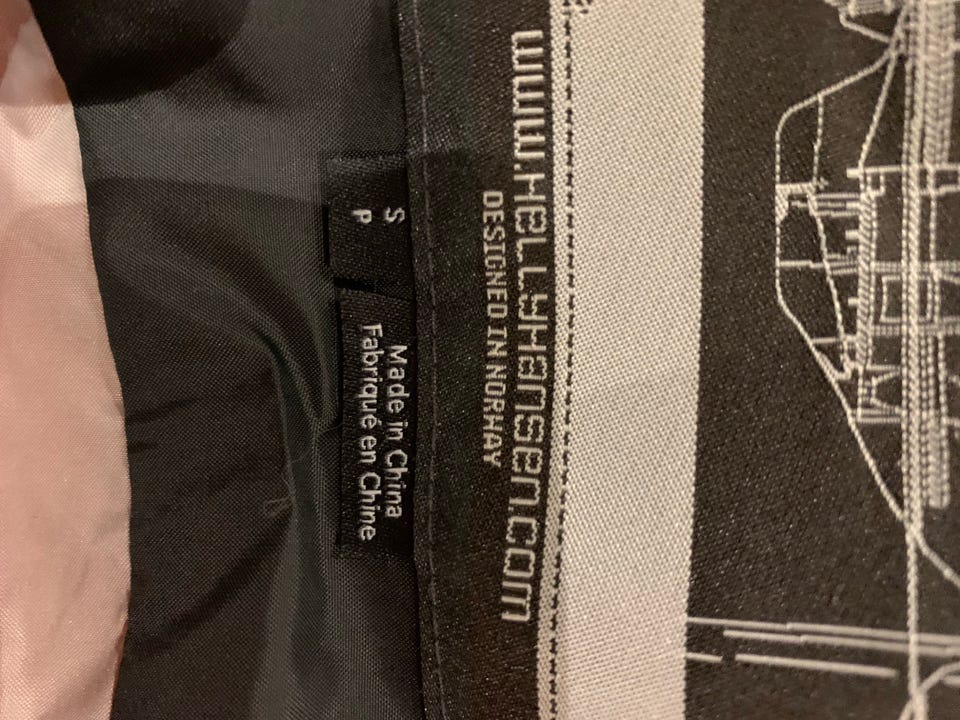 www.HellyHansen.com
DESIGNED IN NORWAY
S
P
Made in China
Fabriqué en Chine